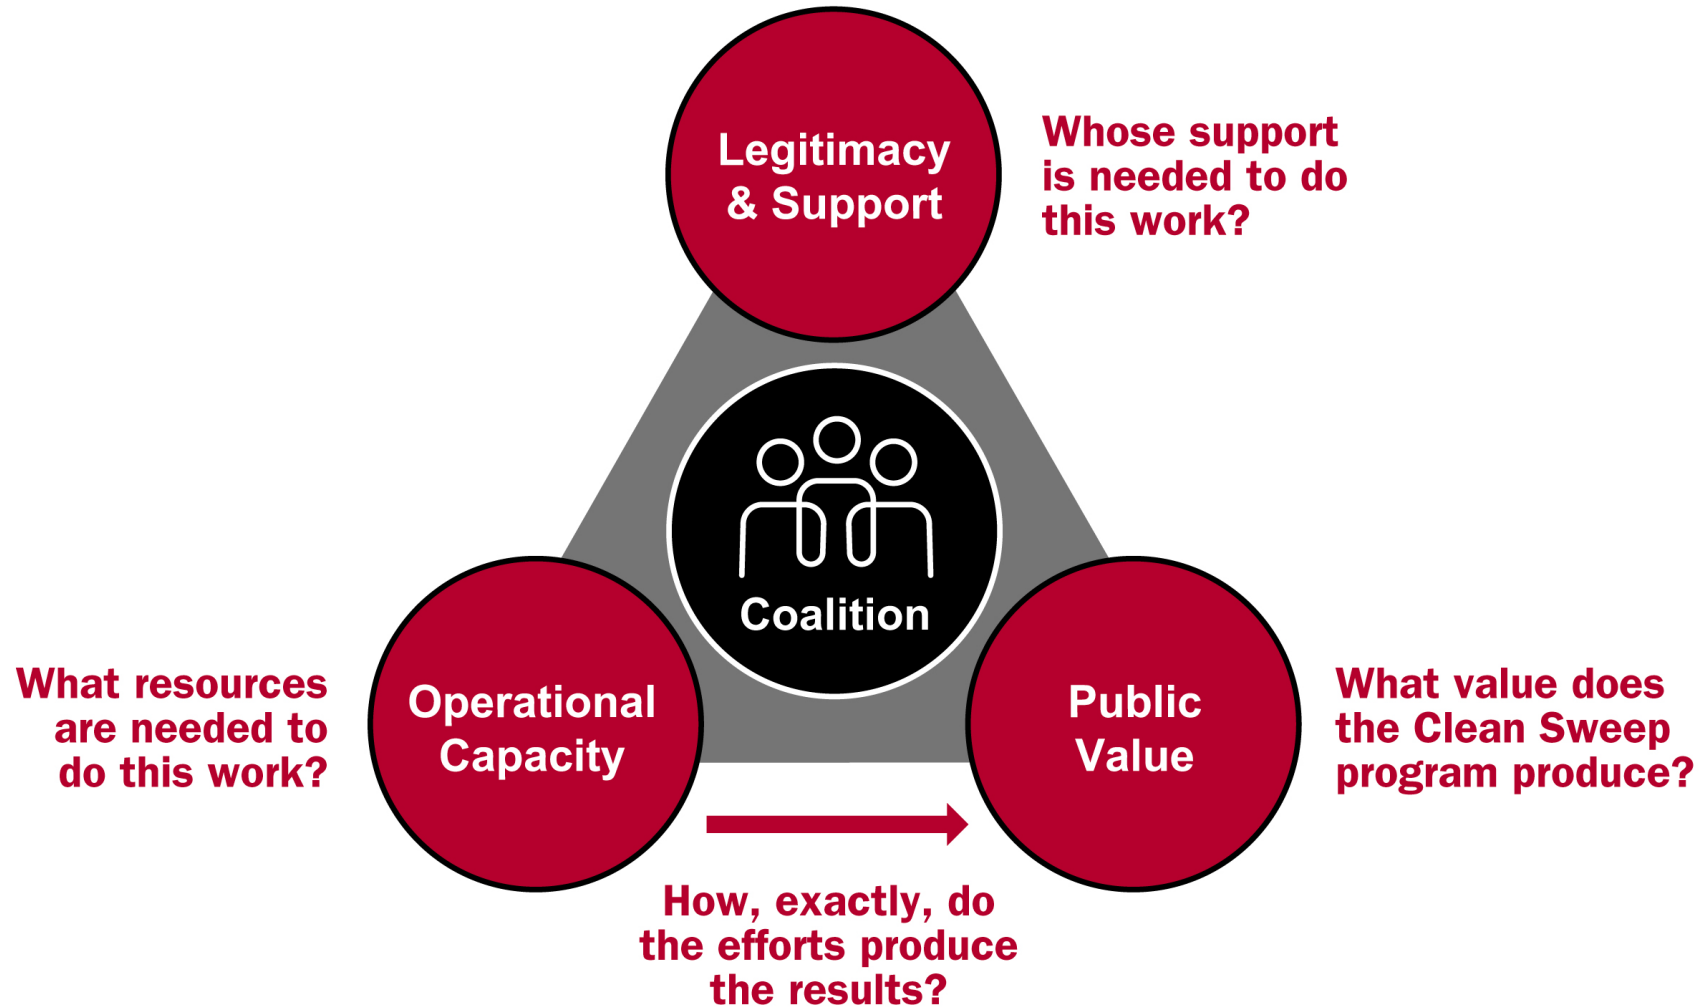 Legitimacy
& Support
Whose support
is needed to do
this work?
Coalition
What resources
are needed to
do this work?
Operational
Capacity
Public
Value
What value does
the Clean Sweep
program produce?
How, exactly, do
the efforts produce
the results?